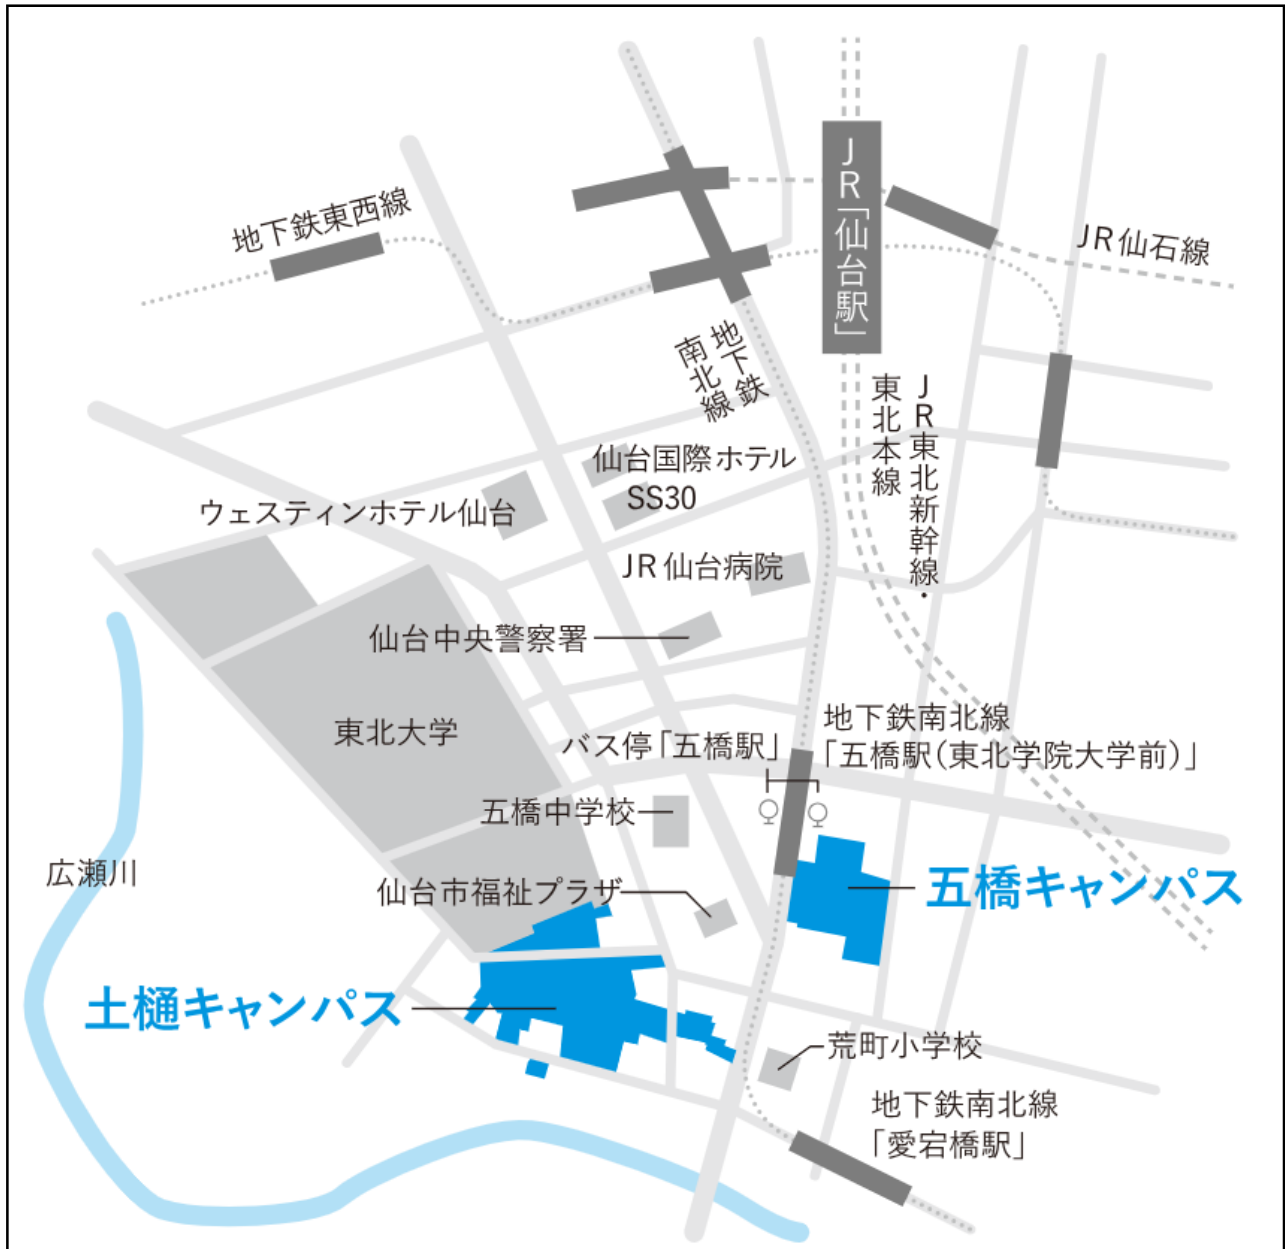 JR「仙台駅」
地下鉄東西線
JR仙石線
地下鉄
南北線
JR東北新幹線・
東北本線
仙台国際ホテル
SS30
ウェスティンホテル仙台
JR仙台病院
仙台中央警察署
東北大学
地下鉄南北線
「五橋駅(東北学院大学前)」
バス停「五橋駅」
五橋中学校
広瀬川
仙台市福祉プラザ
五橋キャンパス
土樋キャンパス
荒町小学校
地下鉄南北線
「愛宕橋駅」